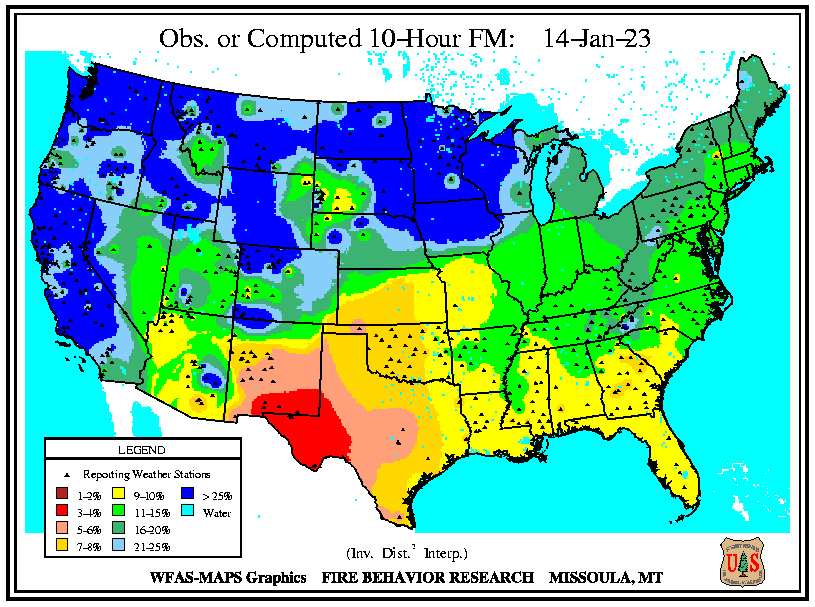 Obs. or Computed 10-Hour FM: 14-Jan-23
LEGEND
Reporting Weather Stations
1-2% 9-10% > 25%
3-4% 11-15% Water
5-6% 16-20%
7-8% 21-25%
(Inv. Dist.² Interp.)
WFAS-MAPS Graphics FIRE BEHAVIOR RESEARCH MISSOULA, MT
US